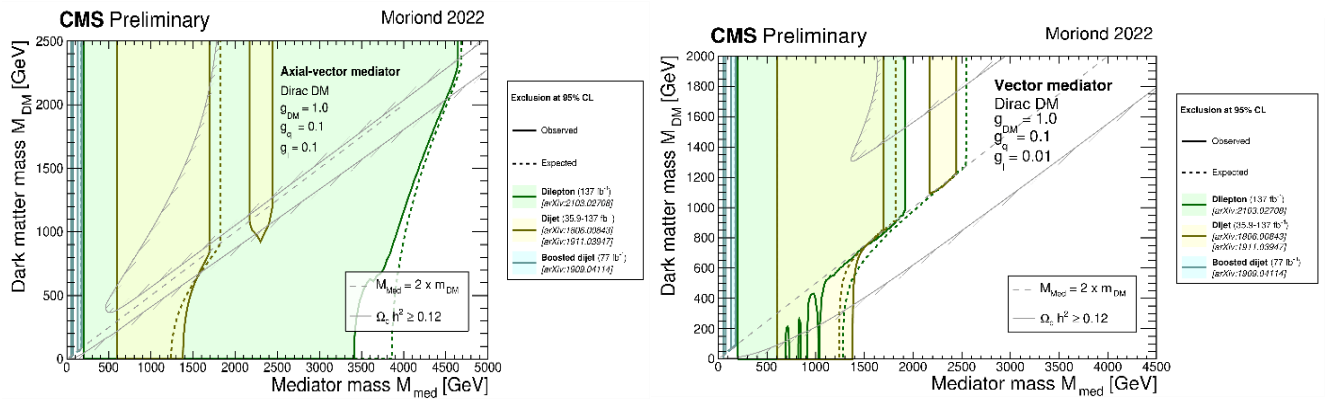 CMS Preliminary
Moriond 2022
Dark matter mass M_DM [GeV]
2500
2000
1500
1000
500
0
Axial-vector mediator
Dirac DM
g_DM = 1.0
g_q = 0.1
g_l = 0.1
M_Med = 2 x m_DM
Ω_c h² ≥ 0.12
0 500 1000 1500 2000 2500 3000 3500 4000 4500 5000
Mediator mass M_med [GeV]
Exclusion at 95% CL
Observed
Expected
Dilepton (137 fb⁻¹)
[arXiv:2103.02708]
Dijet (35.9-137 fb⁻¹)
[arXiv:1806.00843]
[arXiv:1911.03947]
Boosted dijet (77 fb⁻¹)
[arXiv:1909.04114]
CMS Preliminary
Moriond 2022
Dark matter mass M_DM [GeV]
2000
1800
1600
1400
1200
1000
800
600
400
200
0
Vector mediator
Dirac DM
g_DM = 1.0
g_q = 0.1
g_l = 0.01
M_Med = 2 x m_DM
Ω_c h² ≥ 0.12
0 500 1000 1500 2000 2500 3000 3500 4000 4500
Mediator mass M_med [GeV]
Exclusion at 95% CL
Observed
Expected
Dilepton (137 fb⁻¹)
[arXiv:2103.02708]
Dijet (35.9-137 fb⁻¹)
[arXiv:1806.00843]
[arXiv:1911.03947]
Boosted dijet (77 fb⁻¹)
[arXiv:1909.04114]